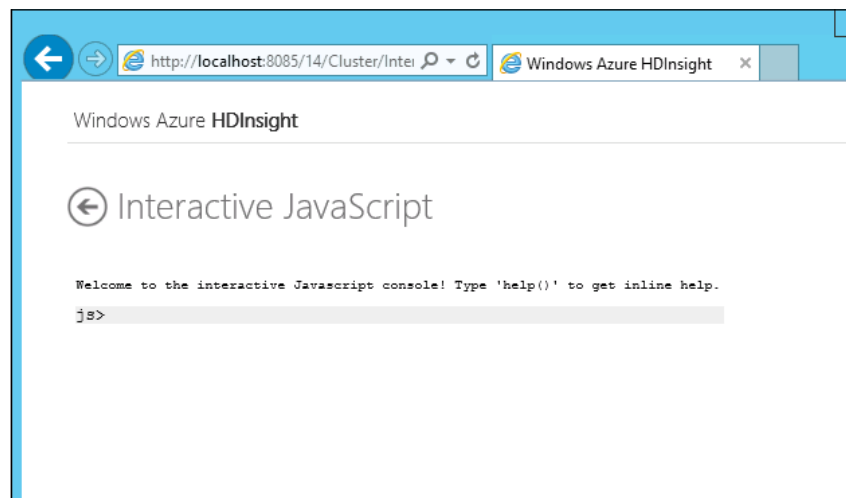 http://localhost:8085/14/Cluster/Inter
Windows Azure HDInsight
Windows Azure HDInsight
Interactive JavaScript
Welcome to the interactive Javascript console! Type 'help()' to get inline help.
js>